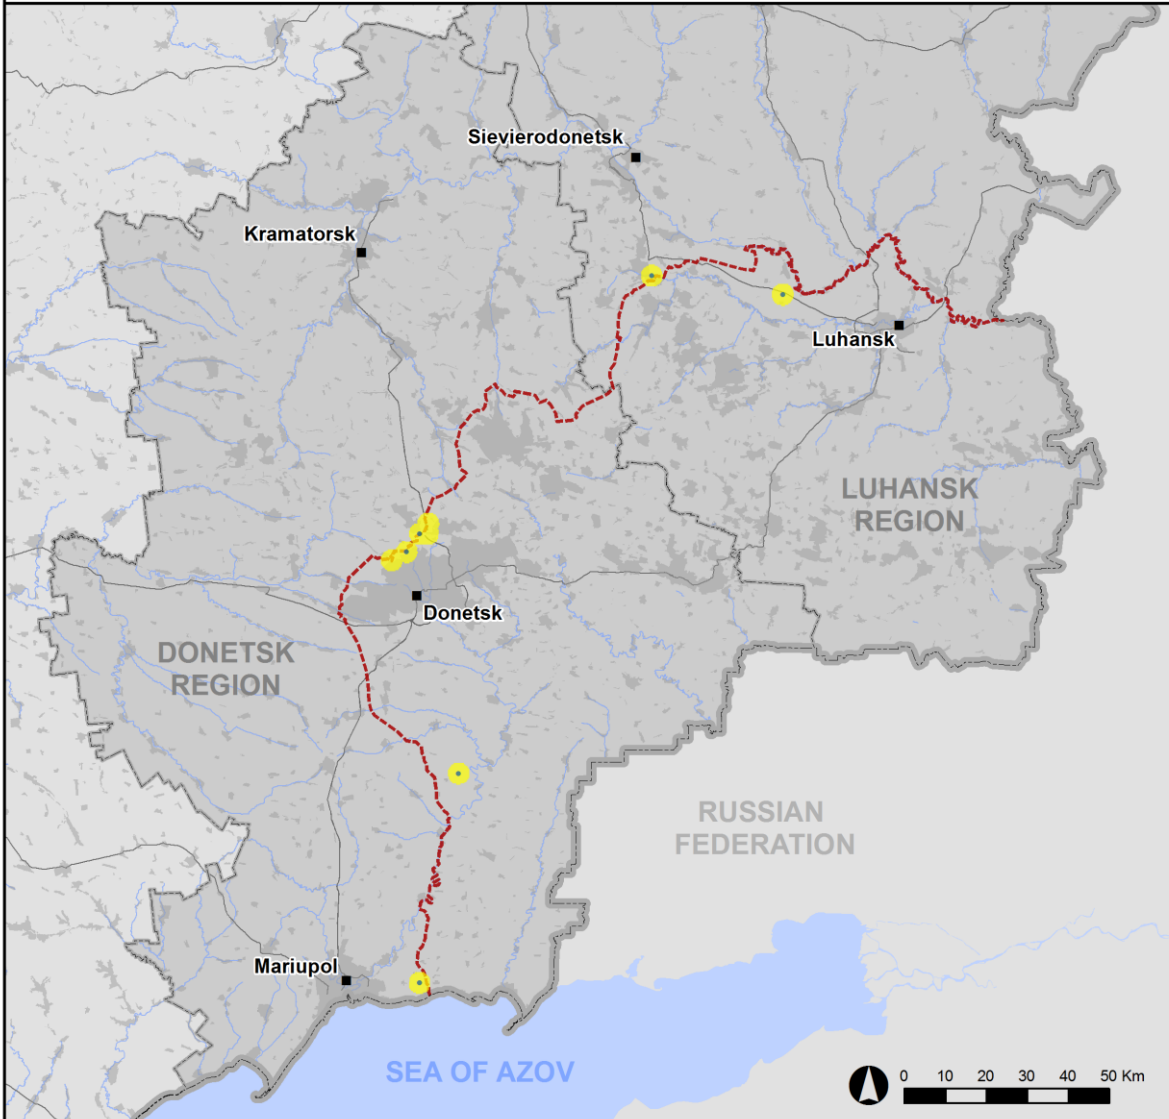 Sievierodonetsk
Kramatorsk
Luhansk
LUHANSK
REGION
Donetsk
DONETSK
REGION
RUSSIAN
FEDERATION
Mariupol
SEA OF AZOV
0 10 20 30 40 50 Km